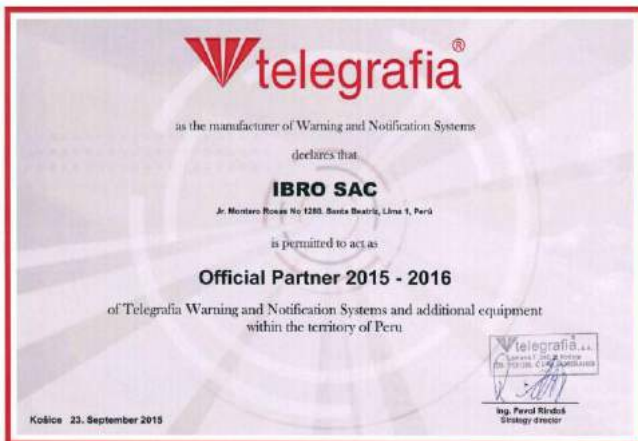 telegrafia®
as the manufacturer of Warning and Notification Systems
declares that
IBRO SAC
Jr. Montero Rosas No 1280. Santa Beatriz, Lima 1, Perú
is permitted to act as
Official Partner 2015 - 2016
of Telegrafia Warning and Notification Systems and additional equipment
within the territory of Peru
telegrafia, a.s.
Košice 23. September 2015
Ing. Pavol Rindoš
Strategy director